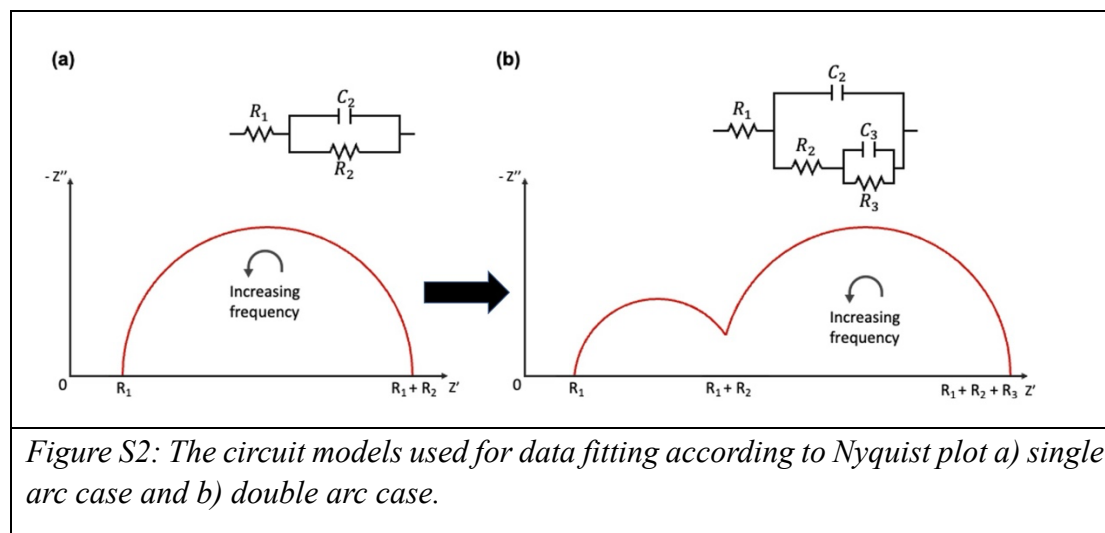 (a)
R₁
C₂
R₂
- Z''
Increasing
frequency
0
R₁
R₁ + R₂
Z'
(b)
C₂
R₁
R₂
C₃
R₃
- Z''
Increasing
frequency
0
R₁
R₁ + R₂
R₁ + R₂ + R₃
Z'
Figure S2: The circuit models used for data fitting according to Nyquist plot a) single
arc case and b) double arc case.